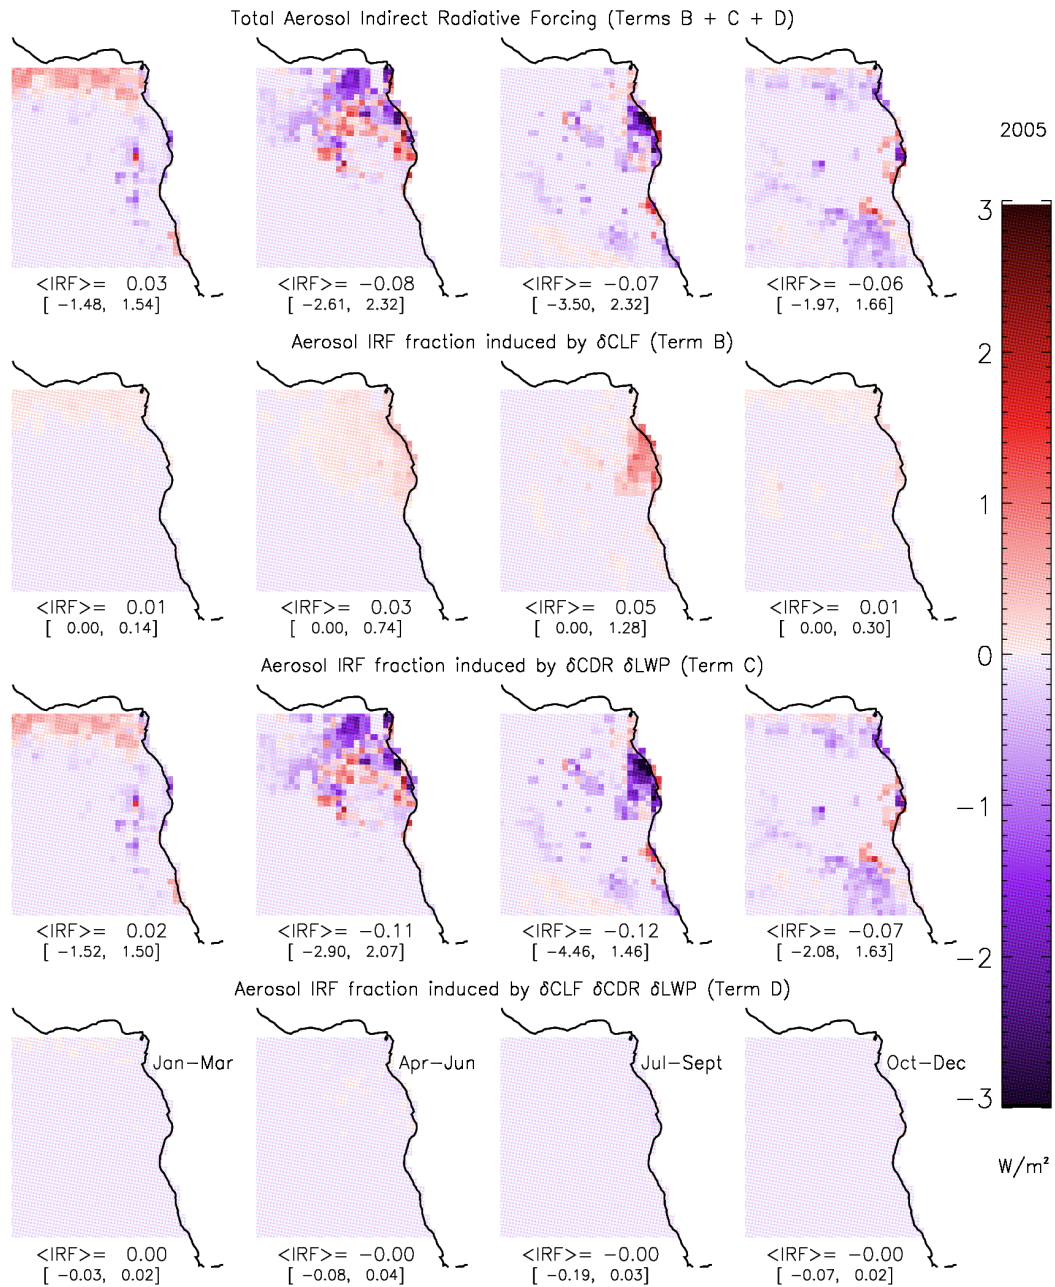 Total Aerosol Indirect Radiative Forcing (Terms B + C + D)
2005
<IRF>= 0.03
[ −1.48, 1.54]
<IRF>= −0.08
[ −2.61, 2.32]
<IRF>= −0.07
[ −3.50, 2.32]
<IRF>= −0.06
[ −1.97, 1.66]
Aerosol IRF fraction induced by δCLF (Term B)
<IRF>= 0.01
[ 0.00, 0.14]
<IRF>= 0.03
[ 0.00, 0.74]
<IRF>= 0.05
[ 0.00, 1.28]
<IRF>= 0.01
[ 0.00, 0.30]
Aerosol IRF fraction induced by δCDR δLWP (Term C)
<IRF>= 0.02
[ −1.52, 1.50]
<IRF>= −0.11
[ −2.90, 2.07]
<IRF>= −0.12
[ −4.46, 1.46]
<IRF>= −0.07
[ −2.08, 1.63]
Aerosol IRF fraction induced by δCLF δCDR δLWP (Term D)
Jan−Mar
Apr−Jun
Jul−Sept
Oct−Dec
<IRF>= 0.00
[ −0.03, 0.02]
<IRF>= −0.00
[ −0.08, 0.04]
<IRF>= −0.00
[ −0.19, 0.03]
<IRF>= −0.00
[ −0.07, 0.02]
3
2
1
0
−1
−2
−3
W/m²